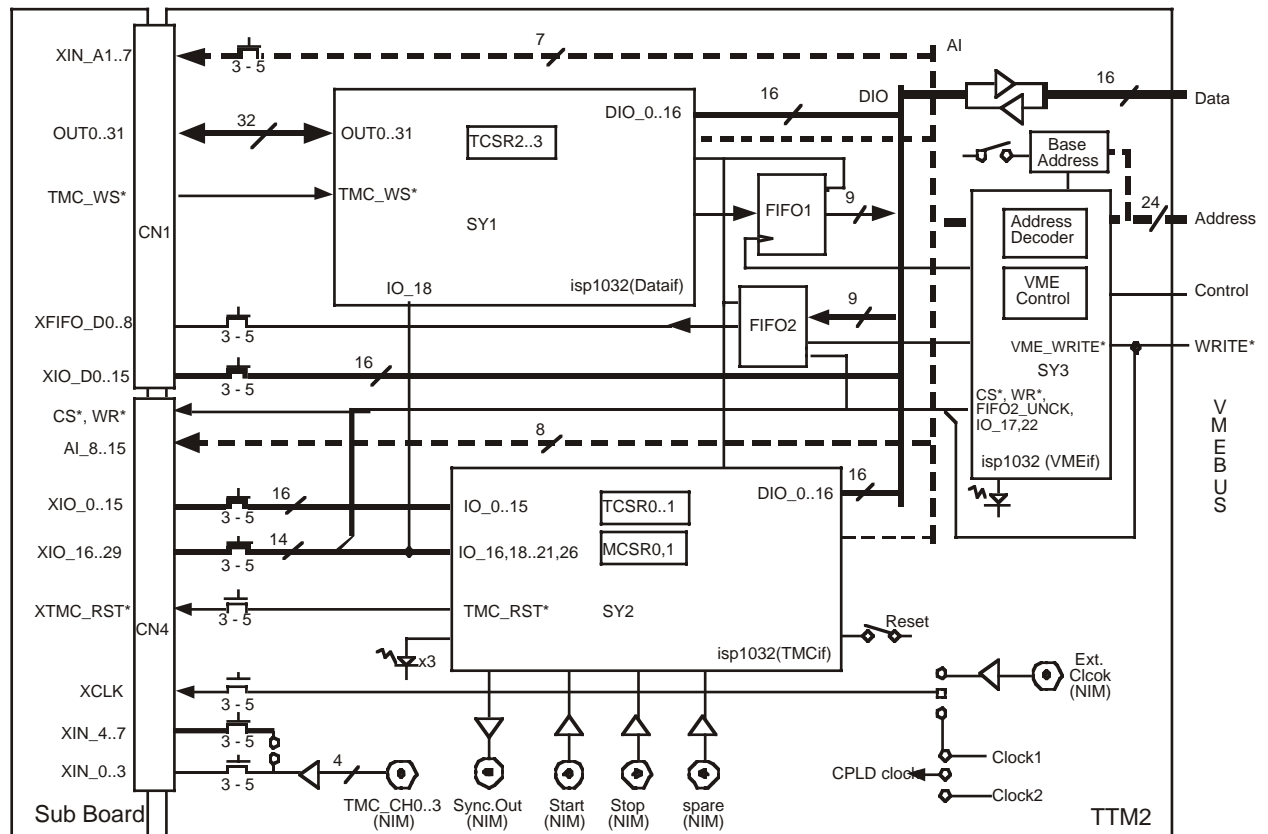 XIN_A1..7
3 - 5
7
AI
16
Data
OUT0..31
32
OUT0..31
DIO_0..16
16
DIO
TCSR2..3
Base
Address
TMC_WS*
TMC_WS*
SY1
FIFO1
9
24
Address
Address
Decoder
CN1
IO_18
isp1032(Dataif)
VME
Control
Control
XFIFO_D0..8
3 - 5
FIFO2
9
VME_WRITE*
WRITE*
SY3
XIO_D0..15
3 - 5
16
CS*, WR*,
FIFO2_UNCK,
IO_17,22
CS*, WR*
AI_8..15
8
isp1032 (VMEif)
VMEBUS
XIO_0..15
3 - 5
16
IO_0..15
TCSR0..1
DIO_0..16
16
XIO_16..29
3 - 5
14
IO_16,18..21,26
MCSR0,1
XTMC_RST*
3 - 5
TMC_RST*
SY2
Reset
CN4
x3
isp1032(TMCif)
XCLK
3 - 5
Ext.
Clcok
(NIM)
XIN_4..7
3 - 5
Clock1
XIN_0..3
3 - 5
4
CPLD clock
Clock2
TMC_CH0..3
(NIM)
Sync.Out
(NIM)
Start
(NIM)
Stop
(NIM)
spare
(NIM)
Sub Board
TTM2